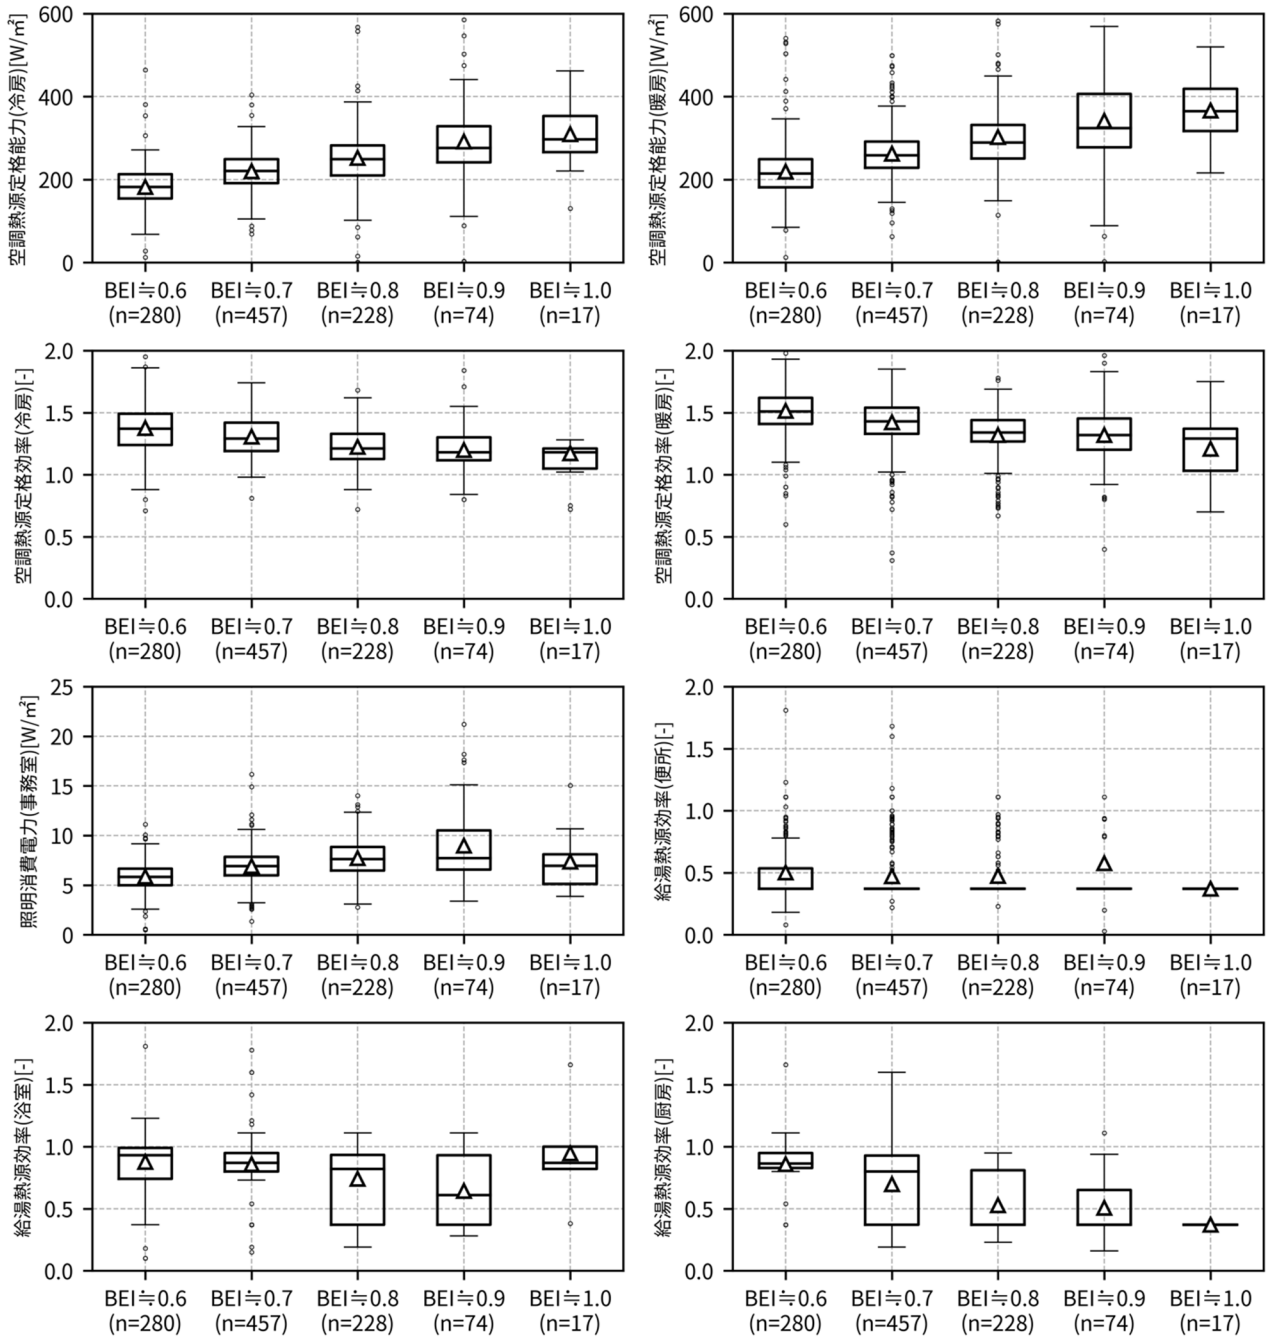 空調熱源定格能力(冷房)[W/㎡]
600
400
200
0
BEI≒0.6 BEI≒0.7 BEI≒0.8 BEI≒0.9 BEI≒1.0
(n=280) (n=457) (n=228) (n=74) (n=17)
空調熱源定格能力(暖房)[W/㎡]
600
400
200
0
BEI≒0.6 BEI≒0.7 BEI≒0.8 BEI≒0.9 BEI≒1.0
(n=280) (n=457) (n=228) (n=74) (n=17)
空調熱源定格効率(冷房)[-]
2.0
1.5
1.0
0.5
0.0
BEI≒0.6 BEI≒0.7 BEI≒0.8 BEI≒0.9 BEI≒1.0
(n=280) (n=457) (n=228) (n=74) (n=17)
空調熱源定格効率(暖房)[-]
2.0
1.5
1.0
0.5
0.0
BEI≒0.6 BEI≒0.7 BEI≒0.8 BEI≒0.9 BEI≒1.0
(n=280) (n=457) (n=228) (n=74) (n=17)
照明消費電力(事務室)[W/㎡]
25
20
15
10
5
0
BEI≒0.6 BEI≒0.7 BEI≒0.8 BEI≒0.9 BEI≒1.0
(n=280) (n=457) (n=228) (n=74) (n=17)
給湯熱源効率(便所)[-]
2.0
1.5
1.0
0.5
0.0
BEI≒0.6 BEI≒0.7 BEI≒0.8 BEI≒0.9 BEI≒1.0
(n=280) (n=457) (n=228) (n=74) (n=17)
給湯熱源効率(浴室)[-]
2.0
1.5
1.0
0.5
0.0
BEI≒0.6 BEI≒0.7 BEI≒0.8 BEI≒0.9 BEI≒1.0
(n=280) (n=457) (n=228) (n=74) (n=17)
給湯熱源効率(厨房)[-]
2.0
1.5
1.0
0.5
0.0
BEI≒0.6 BEI≒0.7 BEI≒0.8 BEI≒0.9 BEI≒1.0
(n=280) (n=457) (n=228) (n=74) (n=17)